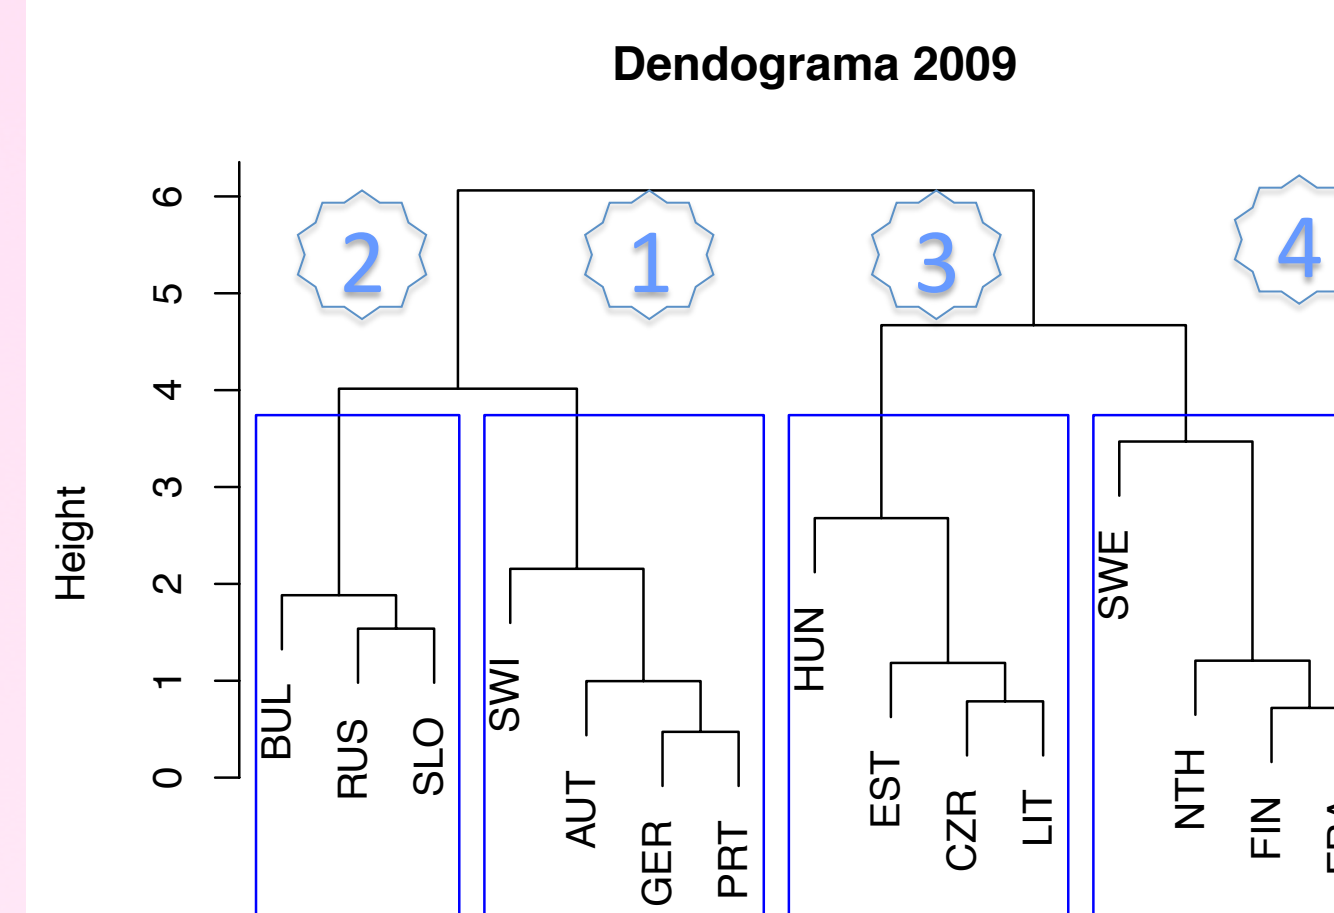 Dendograma 2009
Height
6
5
4
3
2
1
0
2
1
3
4
BUL
RUS
SLO
SWI
AUT
GER
PRT
HUN
EST
CZR
LIT
SWE
NTH
FIN